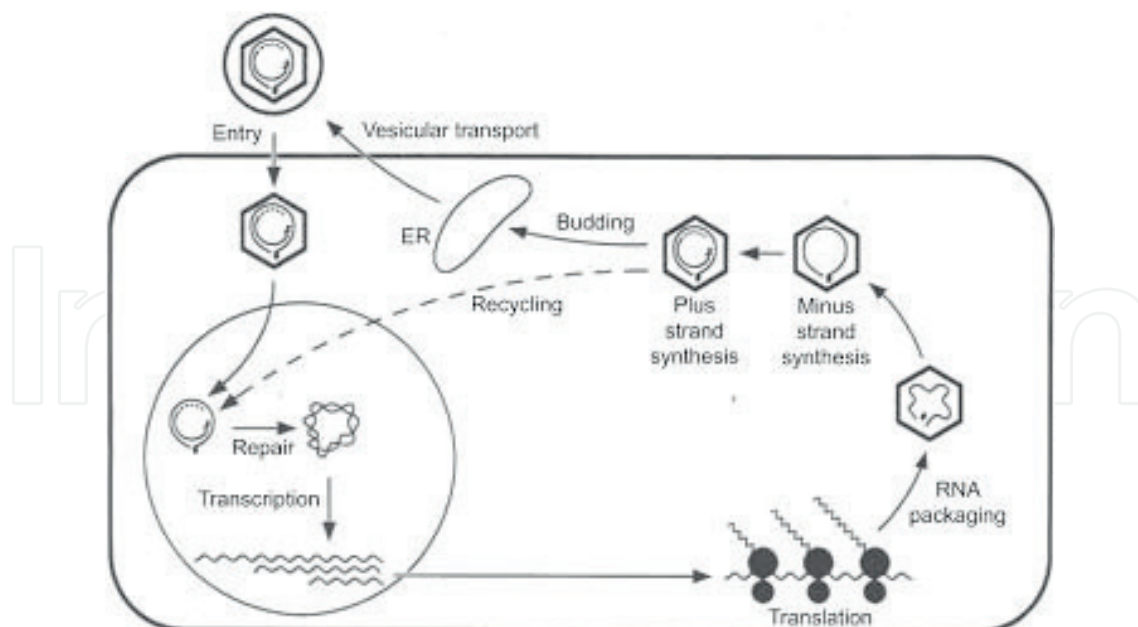 Entry
Vesicular transport
ER
Budding
Recycling
Plus
strand
synthesis
Minus
strand
synthesis
Repair
Transcription
RNA
packaging
Translation